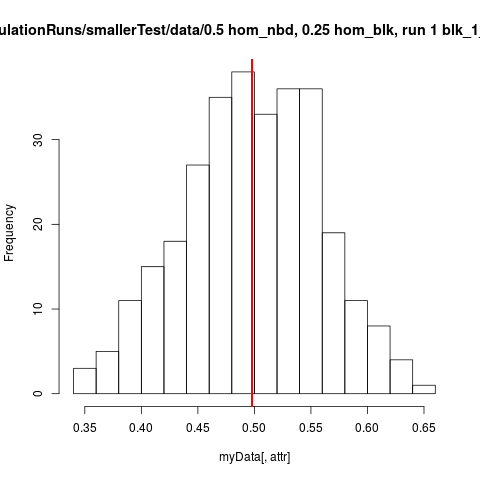 ulationRuns/smallerTest/data/0.5 hom_nbd, 0.25 hom_blk, run 1 blk_1_
Frequency
30
20
10
0
0.35 0.40 0.45 0.50 0.55 0.60 0.65
myData[, attr]